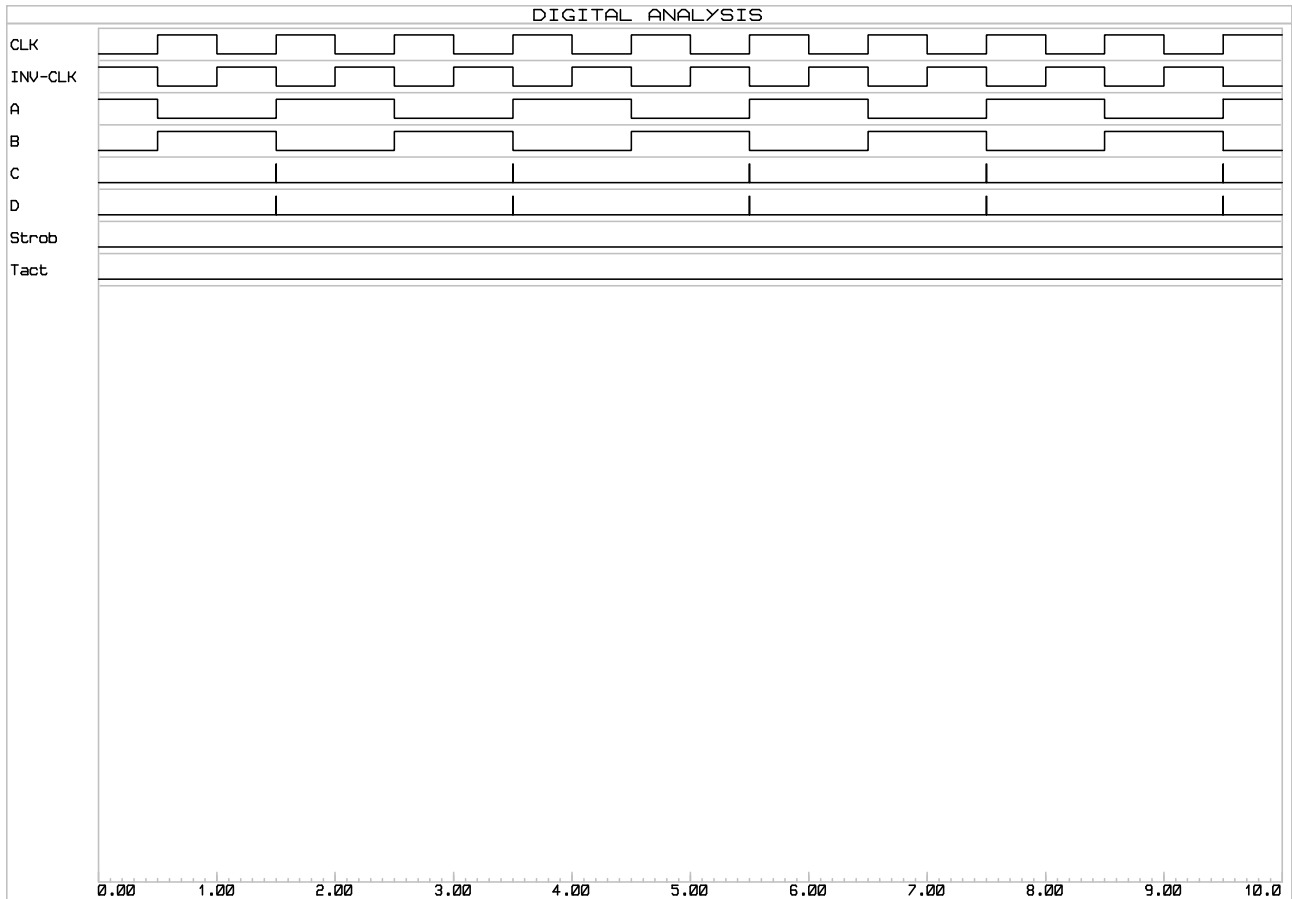 DIGITAL ANALYSIS
CLK
INV-CLK
A
B
C
D
Strob
Tact
0.00 1.00 2.00 3.00 4.00 5.00 6.00 7.00 8.00 9.00 10.0